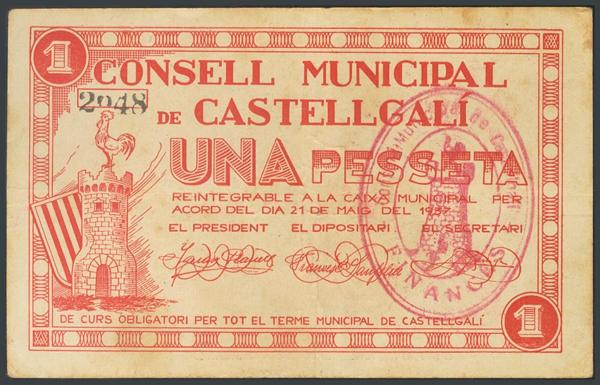 1
CONSELL MUNICIPAL
2948
DE CASTELLGALÍ
UNA PESSETA
REINTEGRABLE A LA CAIXA MUNICIPAL PER
ACORD DEL DIA 21 DE MAIG DEL 1937
EL PRESIDENT EL DIPOSITARI EL SECRETARI
DE CURS OBLIGATORI PER TOT EL TERME MUNICIPAL DE CASTELLGALÍ
1
FINANCES